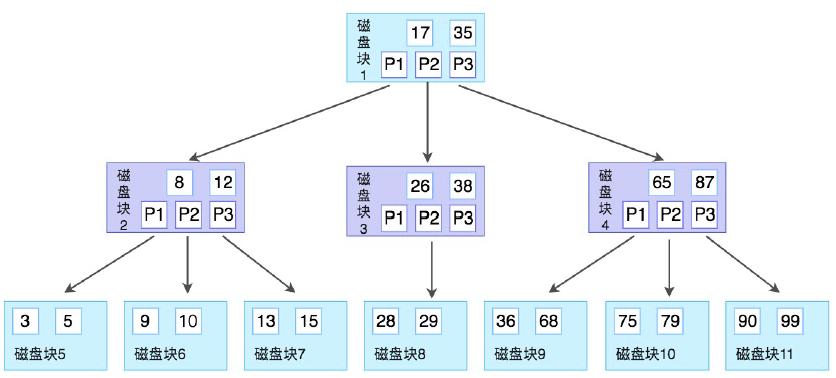 磁盘块1 17 35
P1 P2 P3
磁盘块2 8 12
P1 P2 P3
磁盘块3 26 38
P1 P2 P3
磁盘块4 65 87
P1 P2 P3
3 5
磁盘块5
9 10
磁盘块6
13 15
磁盘块7
28 29
磁盘块8
36 68
磁盘块9
75 79
磁盘块10
90 99
磁盘块11